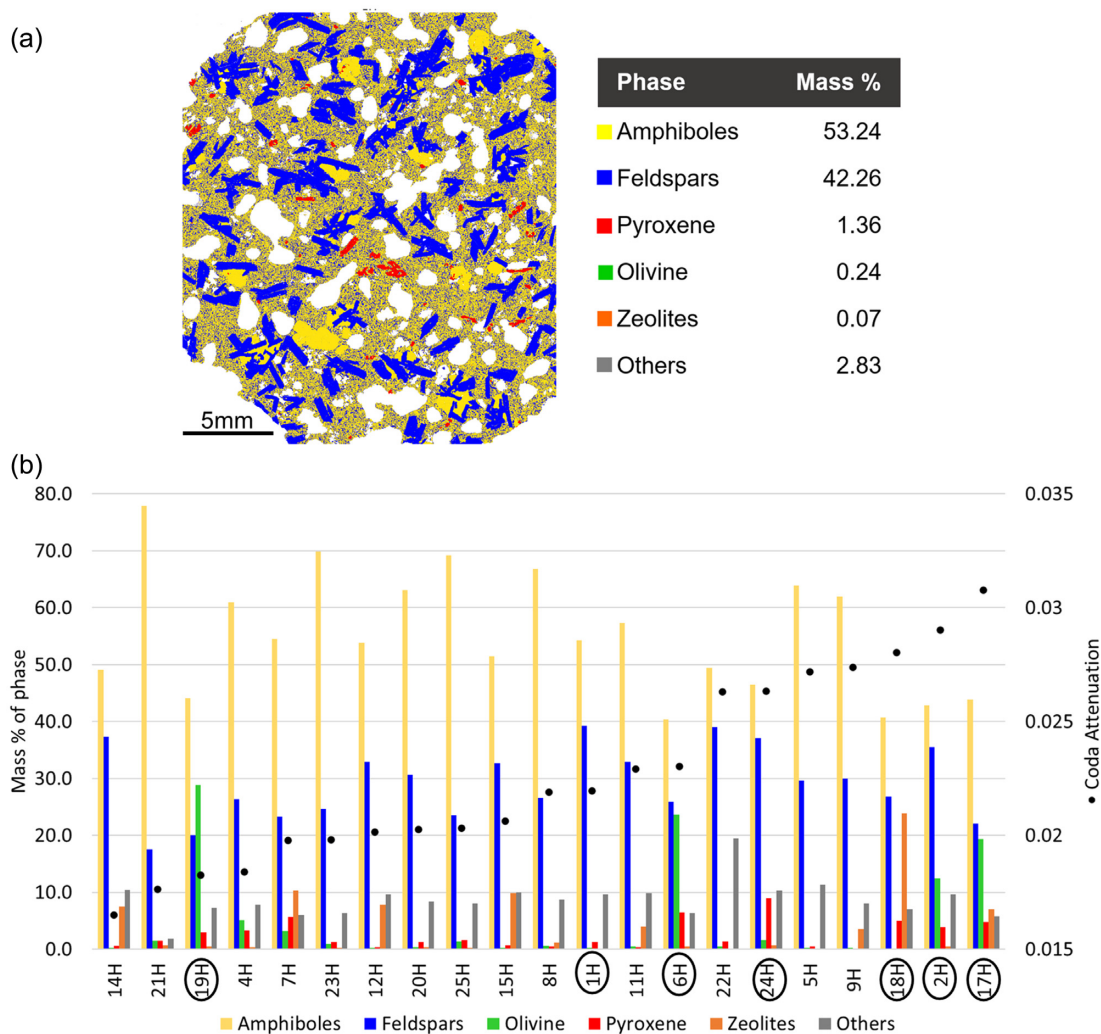 (a)
Phase Mass %
Amphiboles 53.24
Feldspars 42.26
Pyroxene 1.36
Olivine 0.24
Zeolites 0.07
Others 2.83
5mm
(b)
80.0 0.035
70.0
60.0 0.03
50.0
40.0 0.025
30.0
20.0 0.02
10.0
0.0 0.015
Mass % of phase
• Coda Attenuation
14H 21H 19H 4H 7H 23H 12H 20H 25H 15H 8H 1H 11H 6H 22H 24H 5H 9H 18H 2H 17H
Amphiboles Feldspars Olivine Pyroxene Zeolites Others